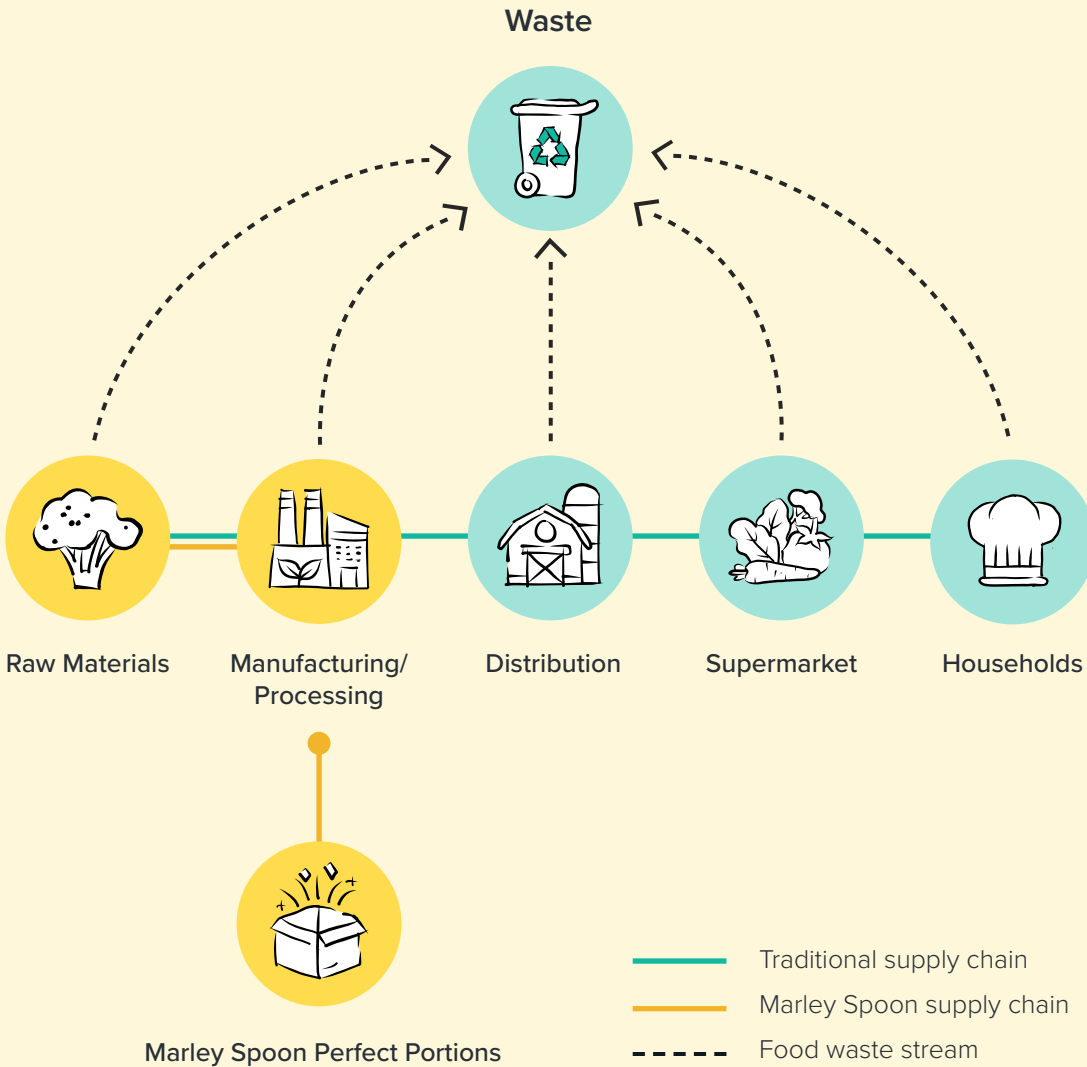 Waste
Raw Materials
Manufacturing/
Processing
Distribution
Supermarket
Households
Marley Spoon Perfect Portions
Traditional supply chain
Marley Spoon supply chain
Food waste stream